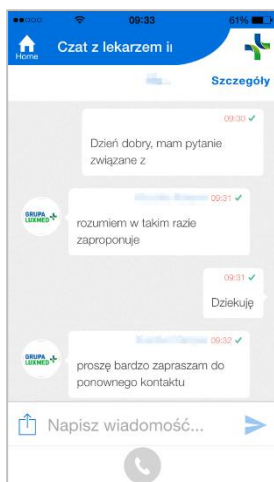 09:33
61%
Home
Czat z lekarzem in
Szczegóły
09:30
Dzień dobry, mam pytanie
związane z
09:31
GRUPA
LUXMED
rozumiem w takim razie
zaproponuje
09:31
Dziekuję
09:32
GRUPA
LUXMED
proszę bardzo zapraszam do
ponownego kontaktu
Napisz wiadomość...